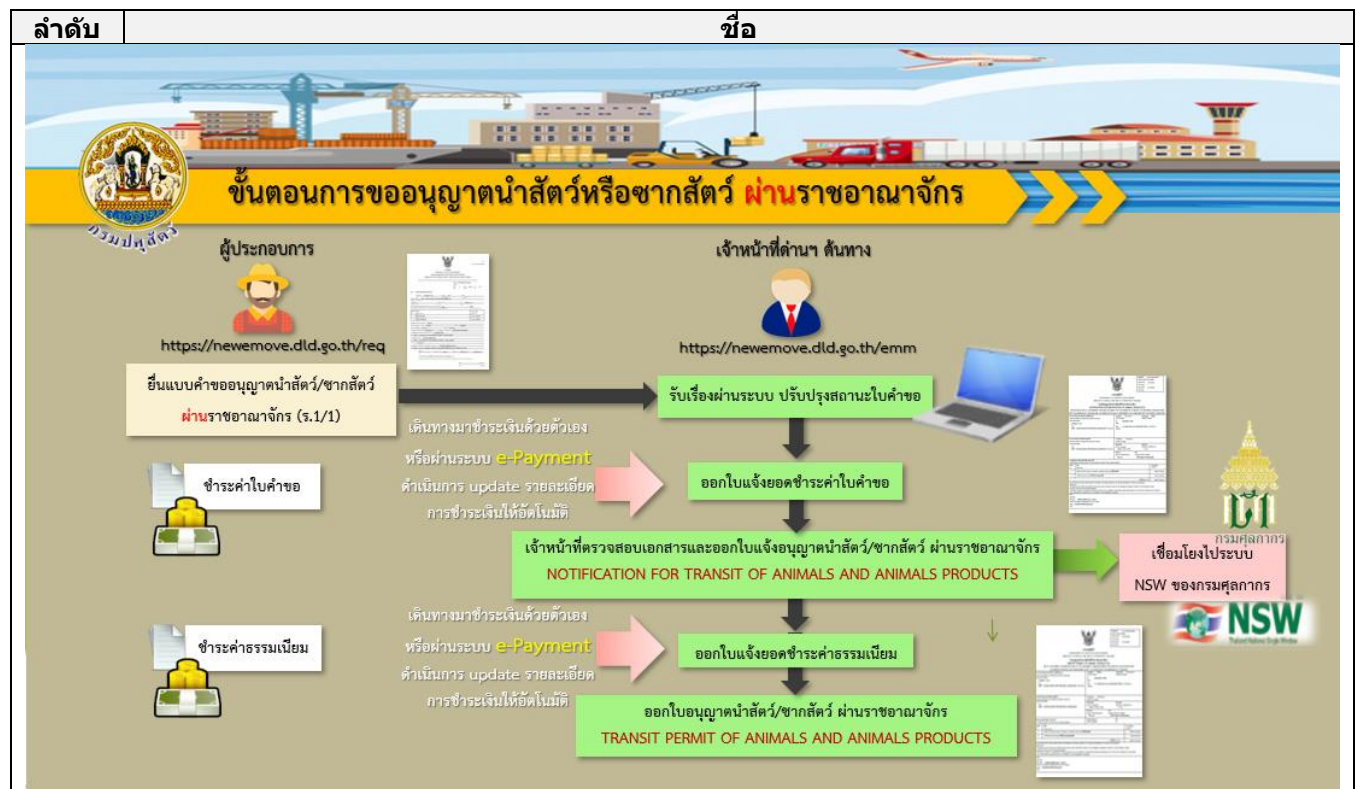 ลำดับ ชื่อ
ขั้นตอนการขออนุญาตนำสัตว์หรือซากสัตว์ ผ่านราชอาณาจักร
กรมปศุสัตว์
ผู้ประกอบการ
https://newemove.dld.go.th/req
เจ้าหน้าที่ด่านฯ ต้นทาง
https://newemove.dld.go.th/emm
ยื่นแบบคำขออนุญาตนำสัตว์/ซากสัตว์
ผ่านราชอาณาจักร (ร.1/1)
รับเรื่องผ่านระบบ ปรับปรุงสถานะใบคำขอ
เดินทางมาชำระเงินด้วยตัวเอง
หรือผ่านระบบ e-Payment
ดำเนินการ update รายละเอียด
การชำระเงินให้อัตโนมัติ
ชำระค่าใบคำขอ
ออกใบแจ้งยอดชำระค่าใบคำขอ
เจ้าหน้าที่ตรวจสอบเอกสารและออกใบแจ้งอนุญาตนำสัตว์/ซากสัตว์ ผ่านราชอาณาจักร
NOTIFICATION FOR TRANSIT OF ANIMALS AND ANIMALS PRODUCTS
กรมศุลกากร
เชื่อมโยงไประบบ
NSW ของกรมศุลกากร
NSW
Thailand National Single Window
เดินทางมาชำระเงินด้วยตัวเอง
หรือผ่านระบบ e-Payment
ดำเนินการ update รายละเอียด
การชำระเงินให้อัตโนมัติ
ชำระค่าธรรมเนียม
ออกใบแจ้งยอดชำระค่าธรรมเนียม
ออกใบอนุญาตนำสัตว์/ซากสัตว์ ผ่านราชอาณาจักร
TRANSIT PERMIT OF ANIMALS AND ANIMALS PRODUCTS